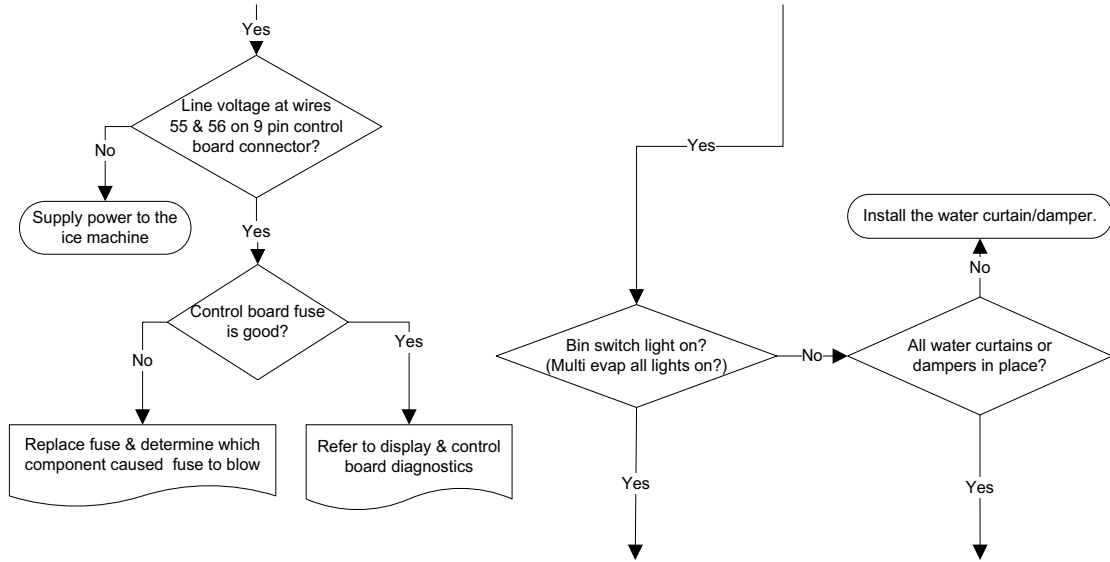 Yes
Line voltage at wires
55 & 56 on 9 pin control
board connector?
No
Supply power to the
ice machine
Yes
Control board fuse
is good?
No
Yes
Replace fuse & determine which
component caused fuse to blow
Refer to display & control
board diagnostics
Yes
Bin switch light on?
(Multi evap all lights on?)
No
Yes
Install the water curtain/damper.
No
All water curtains or
dampers in place?
Yes